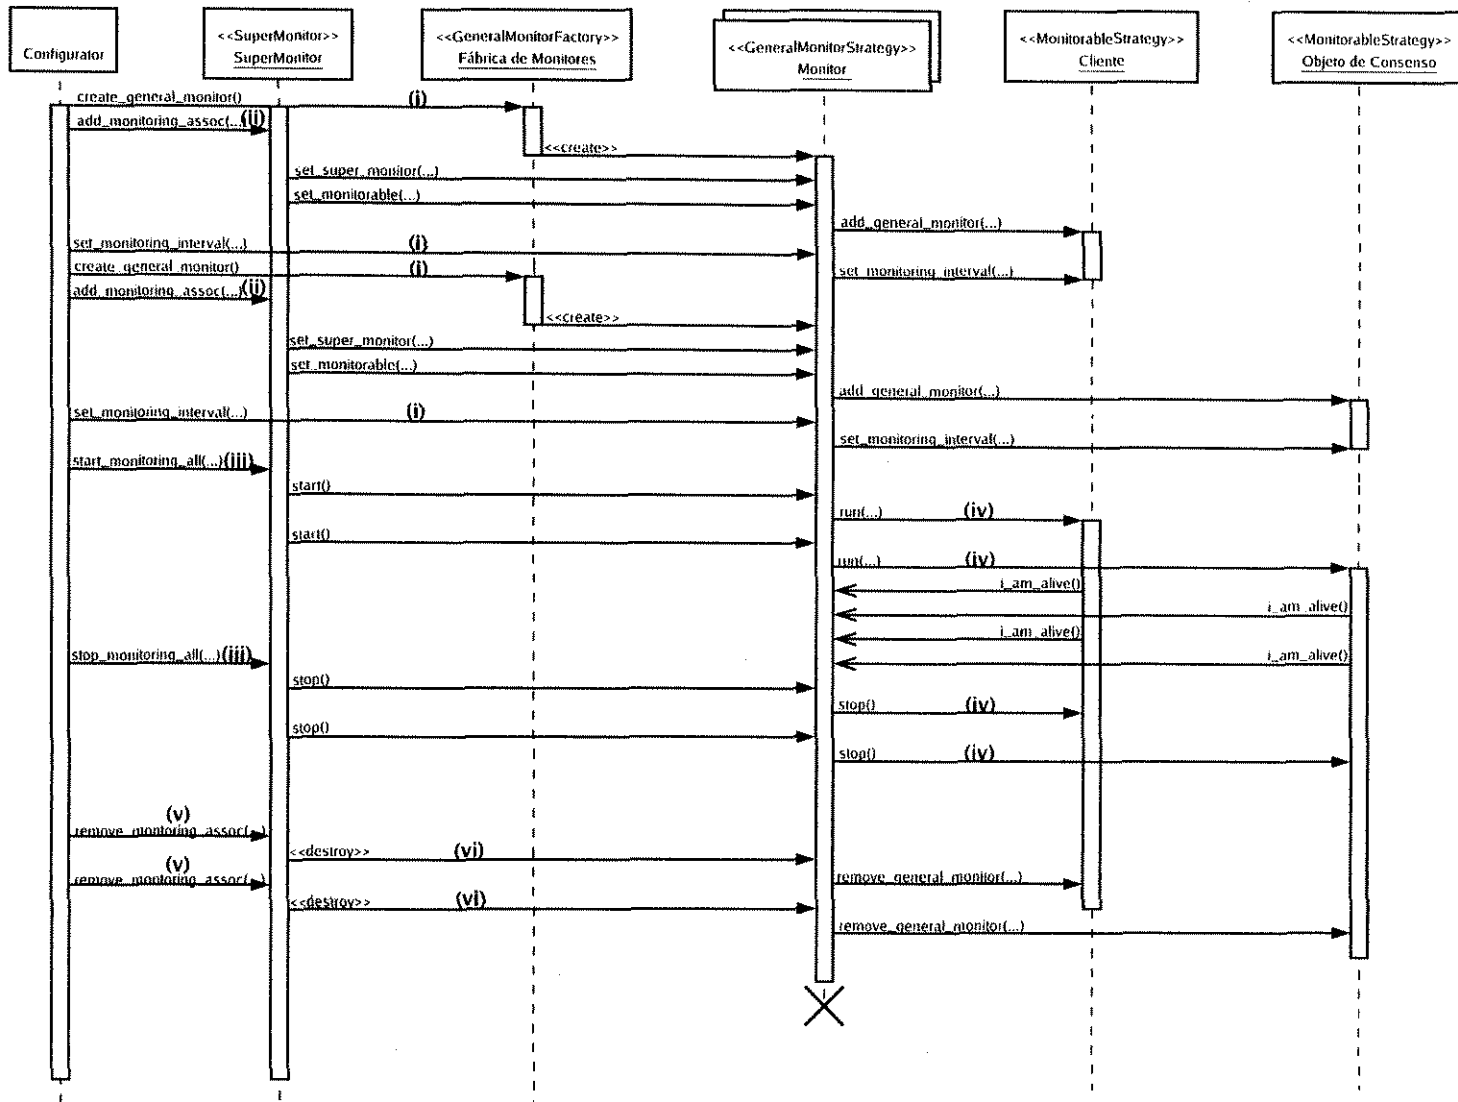 Configurator
<<SuperMonitor>>
SuperMonitor
<<GeneralMonitorFactory>>
Fábrica de Monitores
<<GeneralMonitorStrategy>>
Monitor
<<MonitorableStrategy>>
Cliente
<<MonitorableStrategy>>
Objeto de Consenso
create_general_monitor() (i)
add_monitoring_assoc(...) (ii)
<<create>>
set_super_monitor(...)
set_monitorable(...)
add_general_monitor(...)
set_monitoring_interval(...) (i)
create_general_monitor() (i)
set_monitoring_interval(...)
add_monitoring_assoc(...) (ii)
<<create>>
set_super_monitor(...)
set_monitorable(...)
add_general_monitor(...)
set_monitoring_interval(...) (i)
set_monitoring_interval(...)
start_monitoring_all(...) (iii)
start()
run(...) (iv)
start()
run(...) (iv)
i_am_alive()
i_am_alive()
i_am_alive()
stop_monitoring_all(...) (iii)
i_am_alive()
stop()
stop() (iv)
stop()
stop() (iv)
(v)
remove_montoring_assoc(...)
<<destroy>> (vi)
(v)
remove_montoring_assoc(...)
remove_general_monitor(...)
<<destroy>> (vi)
remove_general_monitor(...)